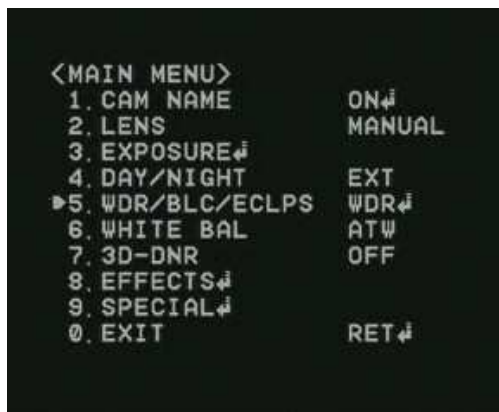 <MAIN MENU>
1. CAM NAME ON↲
2. LENS MANUAL
3. EXPOSURE↲
4. DAY/NIGHT EXT
5. WDR/BLC/ECLPS WDR↲
6. WHITE BAL ATW
7. 3D-DNR OFF
8. EFFECTS↲
9. SPECIAL↲
0. EXIT RET↲